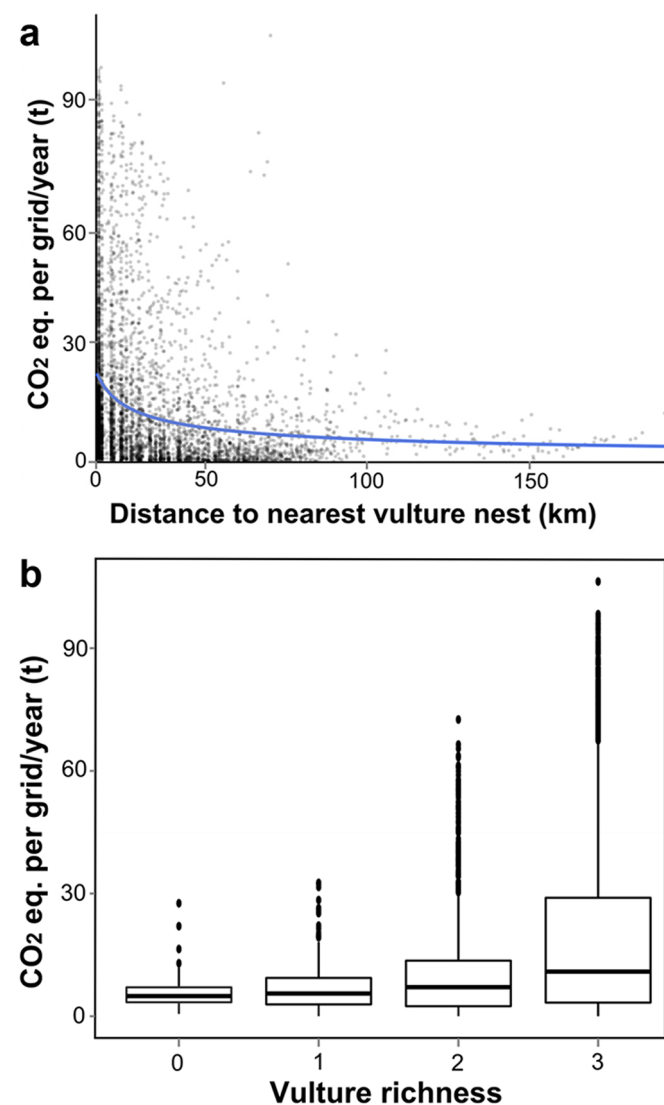 a
CO2 eq. per grid/year (t)
90
60
30
0
0 50 100 150
Distance to nearest vulture nest (km)
b
CO2 eq. per grid/year (t)
90
60
30
0
0 1 2 3
Vulture richness